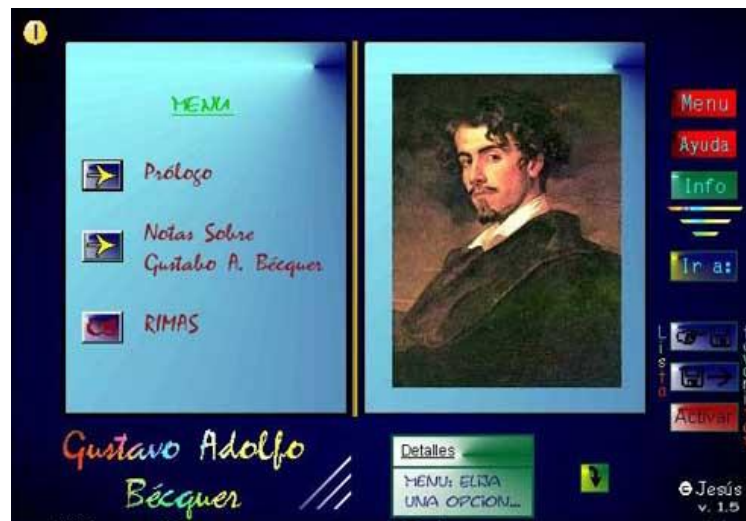 MENU
Prólogo
Notas Sobre
Gustabo A. Bécquer
RIMAS
Menu
Ayuda
Info
Ir a:
Lista
Activar
Gustavo Adolfo
Bécquer
Detalles
MENU: ELIJA
UNA OPCION...
Jesús
v. 1.5